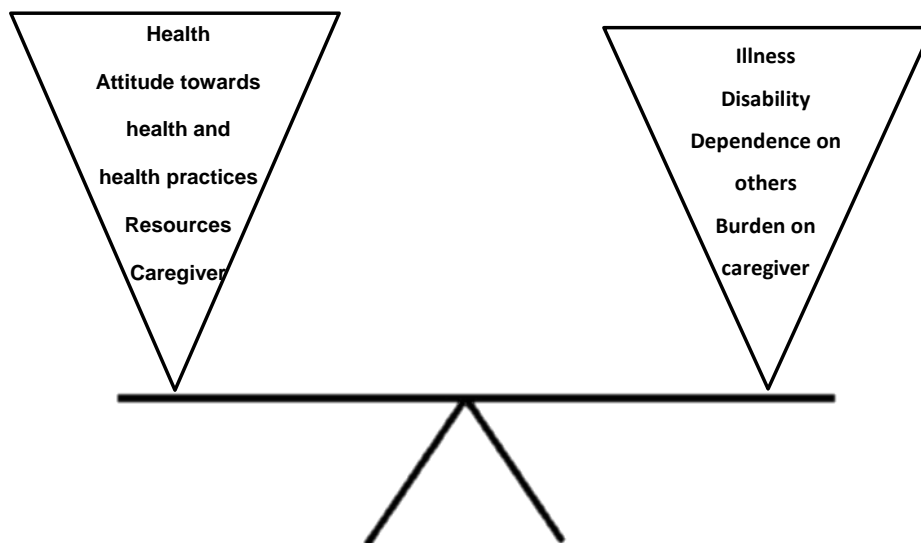 Health
Attitude towards
health and
health practices
Resources
Caregiver
Illness
Disability
Dependence on
others
Burden on
caregiver